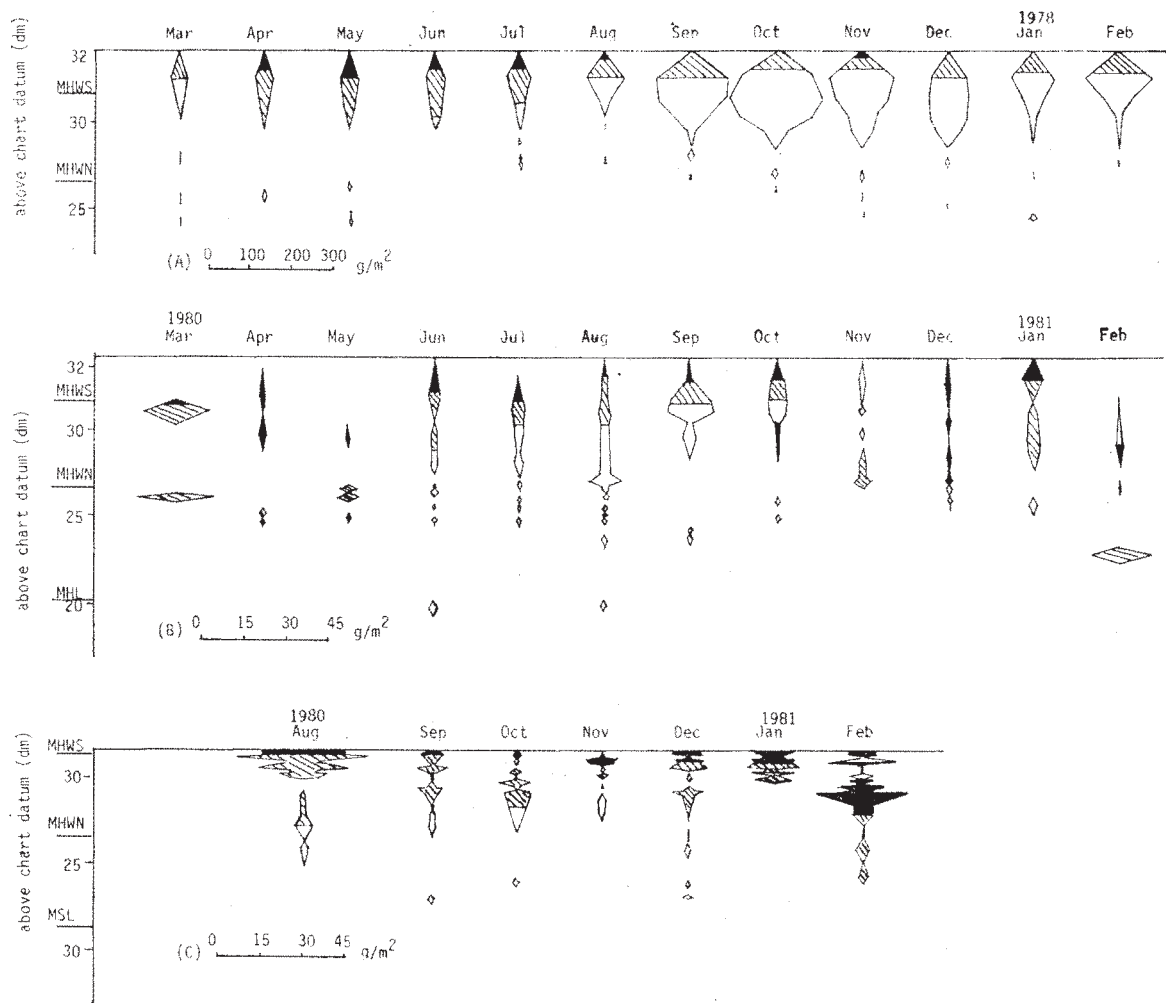 1978
Mar Apr May Jun Jul Aug Sep Oct Nov Dec Jan Feb
above chart datum (dm)
32
MHWS
30
MHWN
25
(A) 0 100 200 300 g/m2
1980 1981
Mar Apr May Jun Jul Aug Sep Oct Nov Dec Jan Feb
above chart datum (dm)
32
MHWS
30
MHWN
25
MHL
20
(B) 0 15 30 45 g/m2
1980 1981
Aug Sep Oct Nov Dec Jan Feb
above chart datum (dm)
MHWS
30
MHWN
25
MSL
30
(C) 0 15 30 45 g/m2